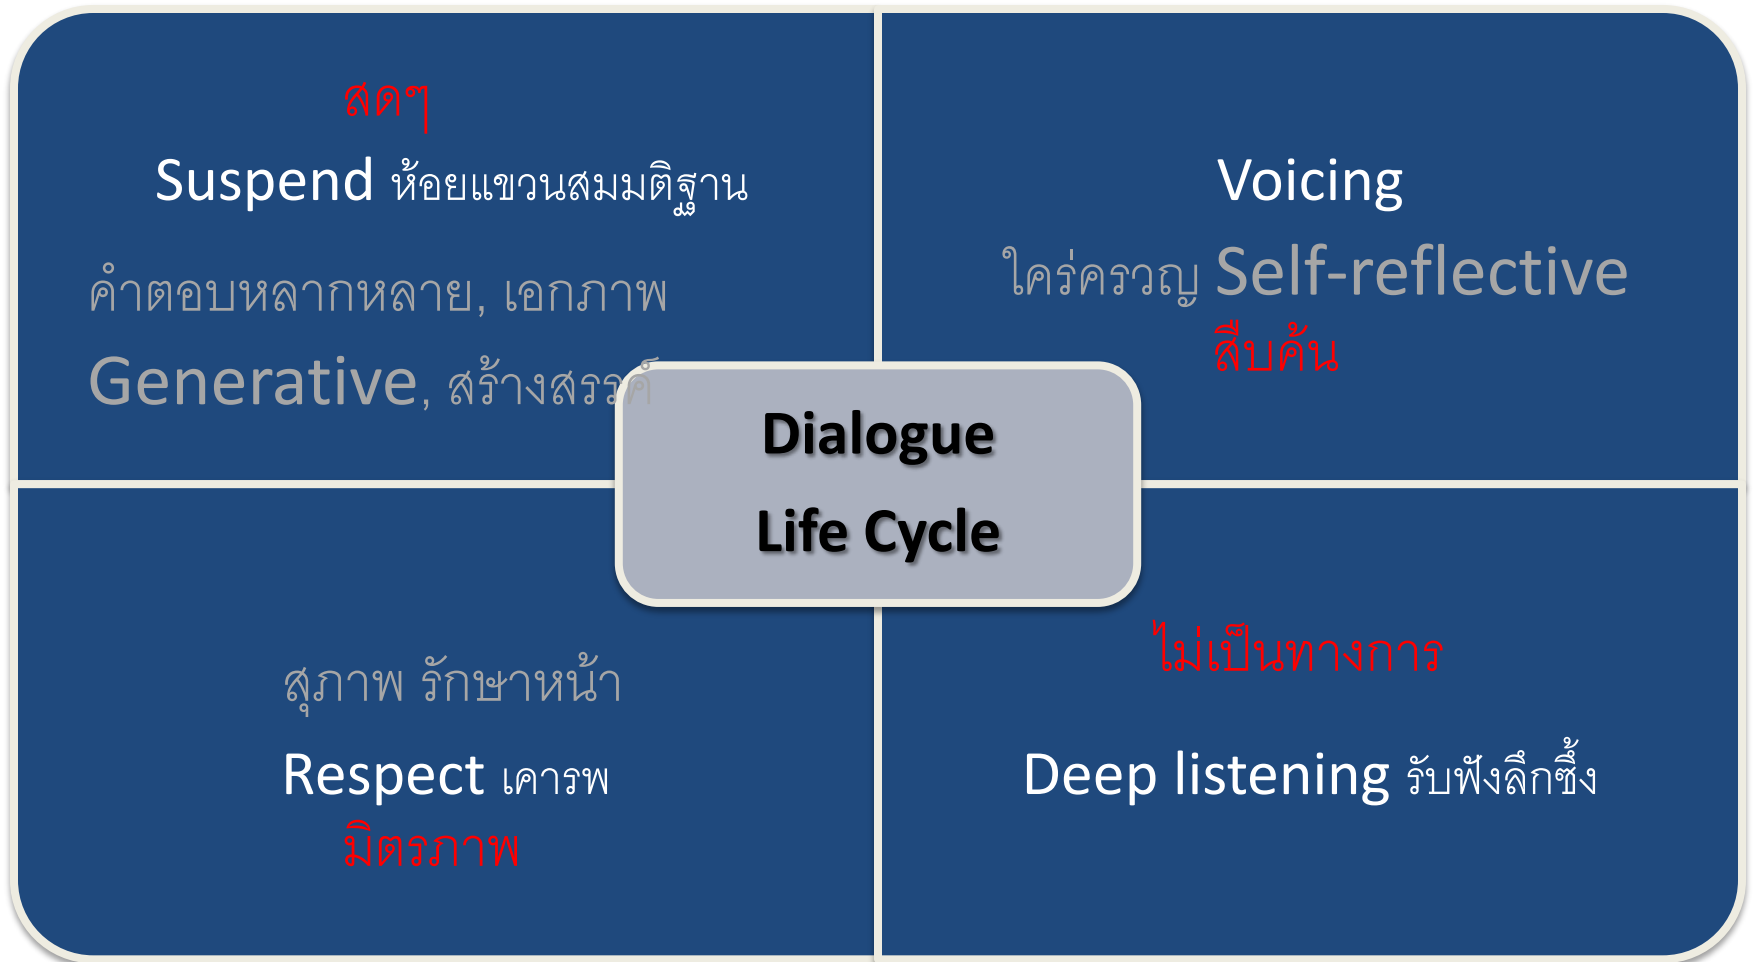 สดๆ
Suspend ห้อยแขวนสมมติฐาน
คำตอบหลากหลาย, เอกภาพ
Generative, สร้างสรรค์
Voicing
ใคร่ครวญ Self-reflective
สืบค้น
Dialogue
Life Cycle
สุภาพ รักษาหน้า
Respect เคารพ
มิตรภาพ
ไม่เป็นทางการ
Deep listening รับฟังลึกซึ้ง